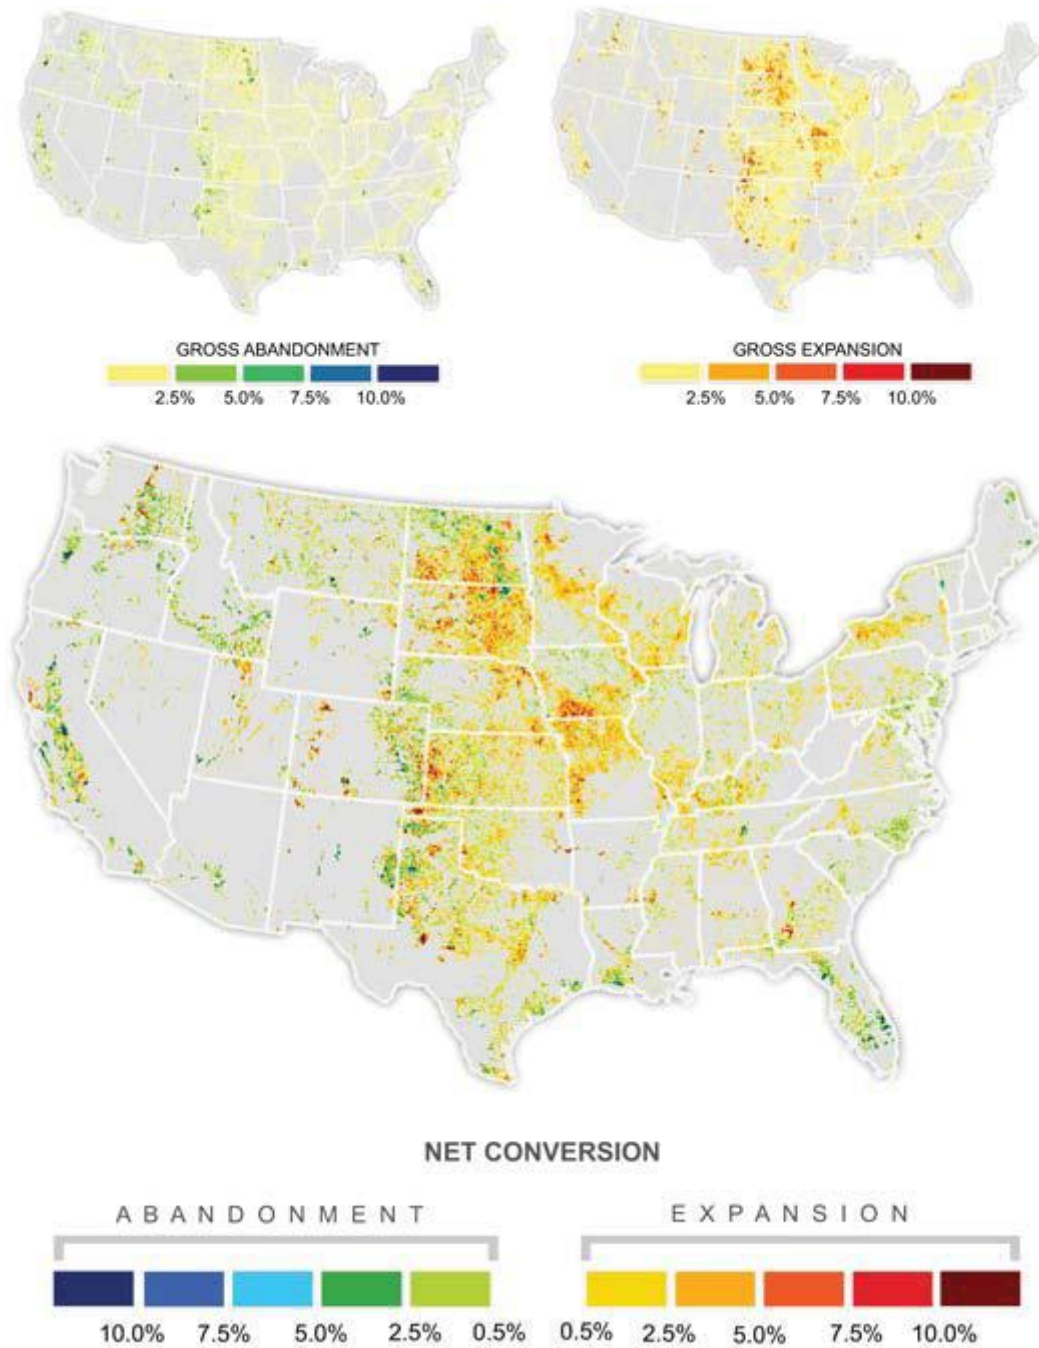 GROSS ABANDONMENT
2.5% 5.0% 7.5% 10.0%
GROSS EXPANSION
2.5% 5.0% 7.5% 10.0%
NET CONVERSION
ABANDONMENT
10.0% 7.5% 5.0% 2.5% 0.5%
EXPANSION
0.5% 2.5% 5.0% 7.5% 10.0%